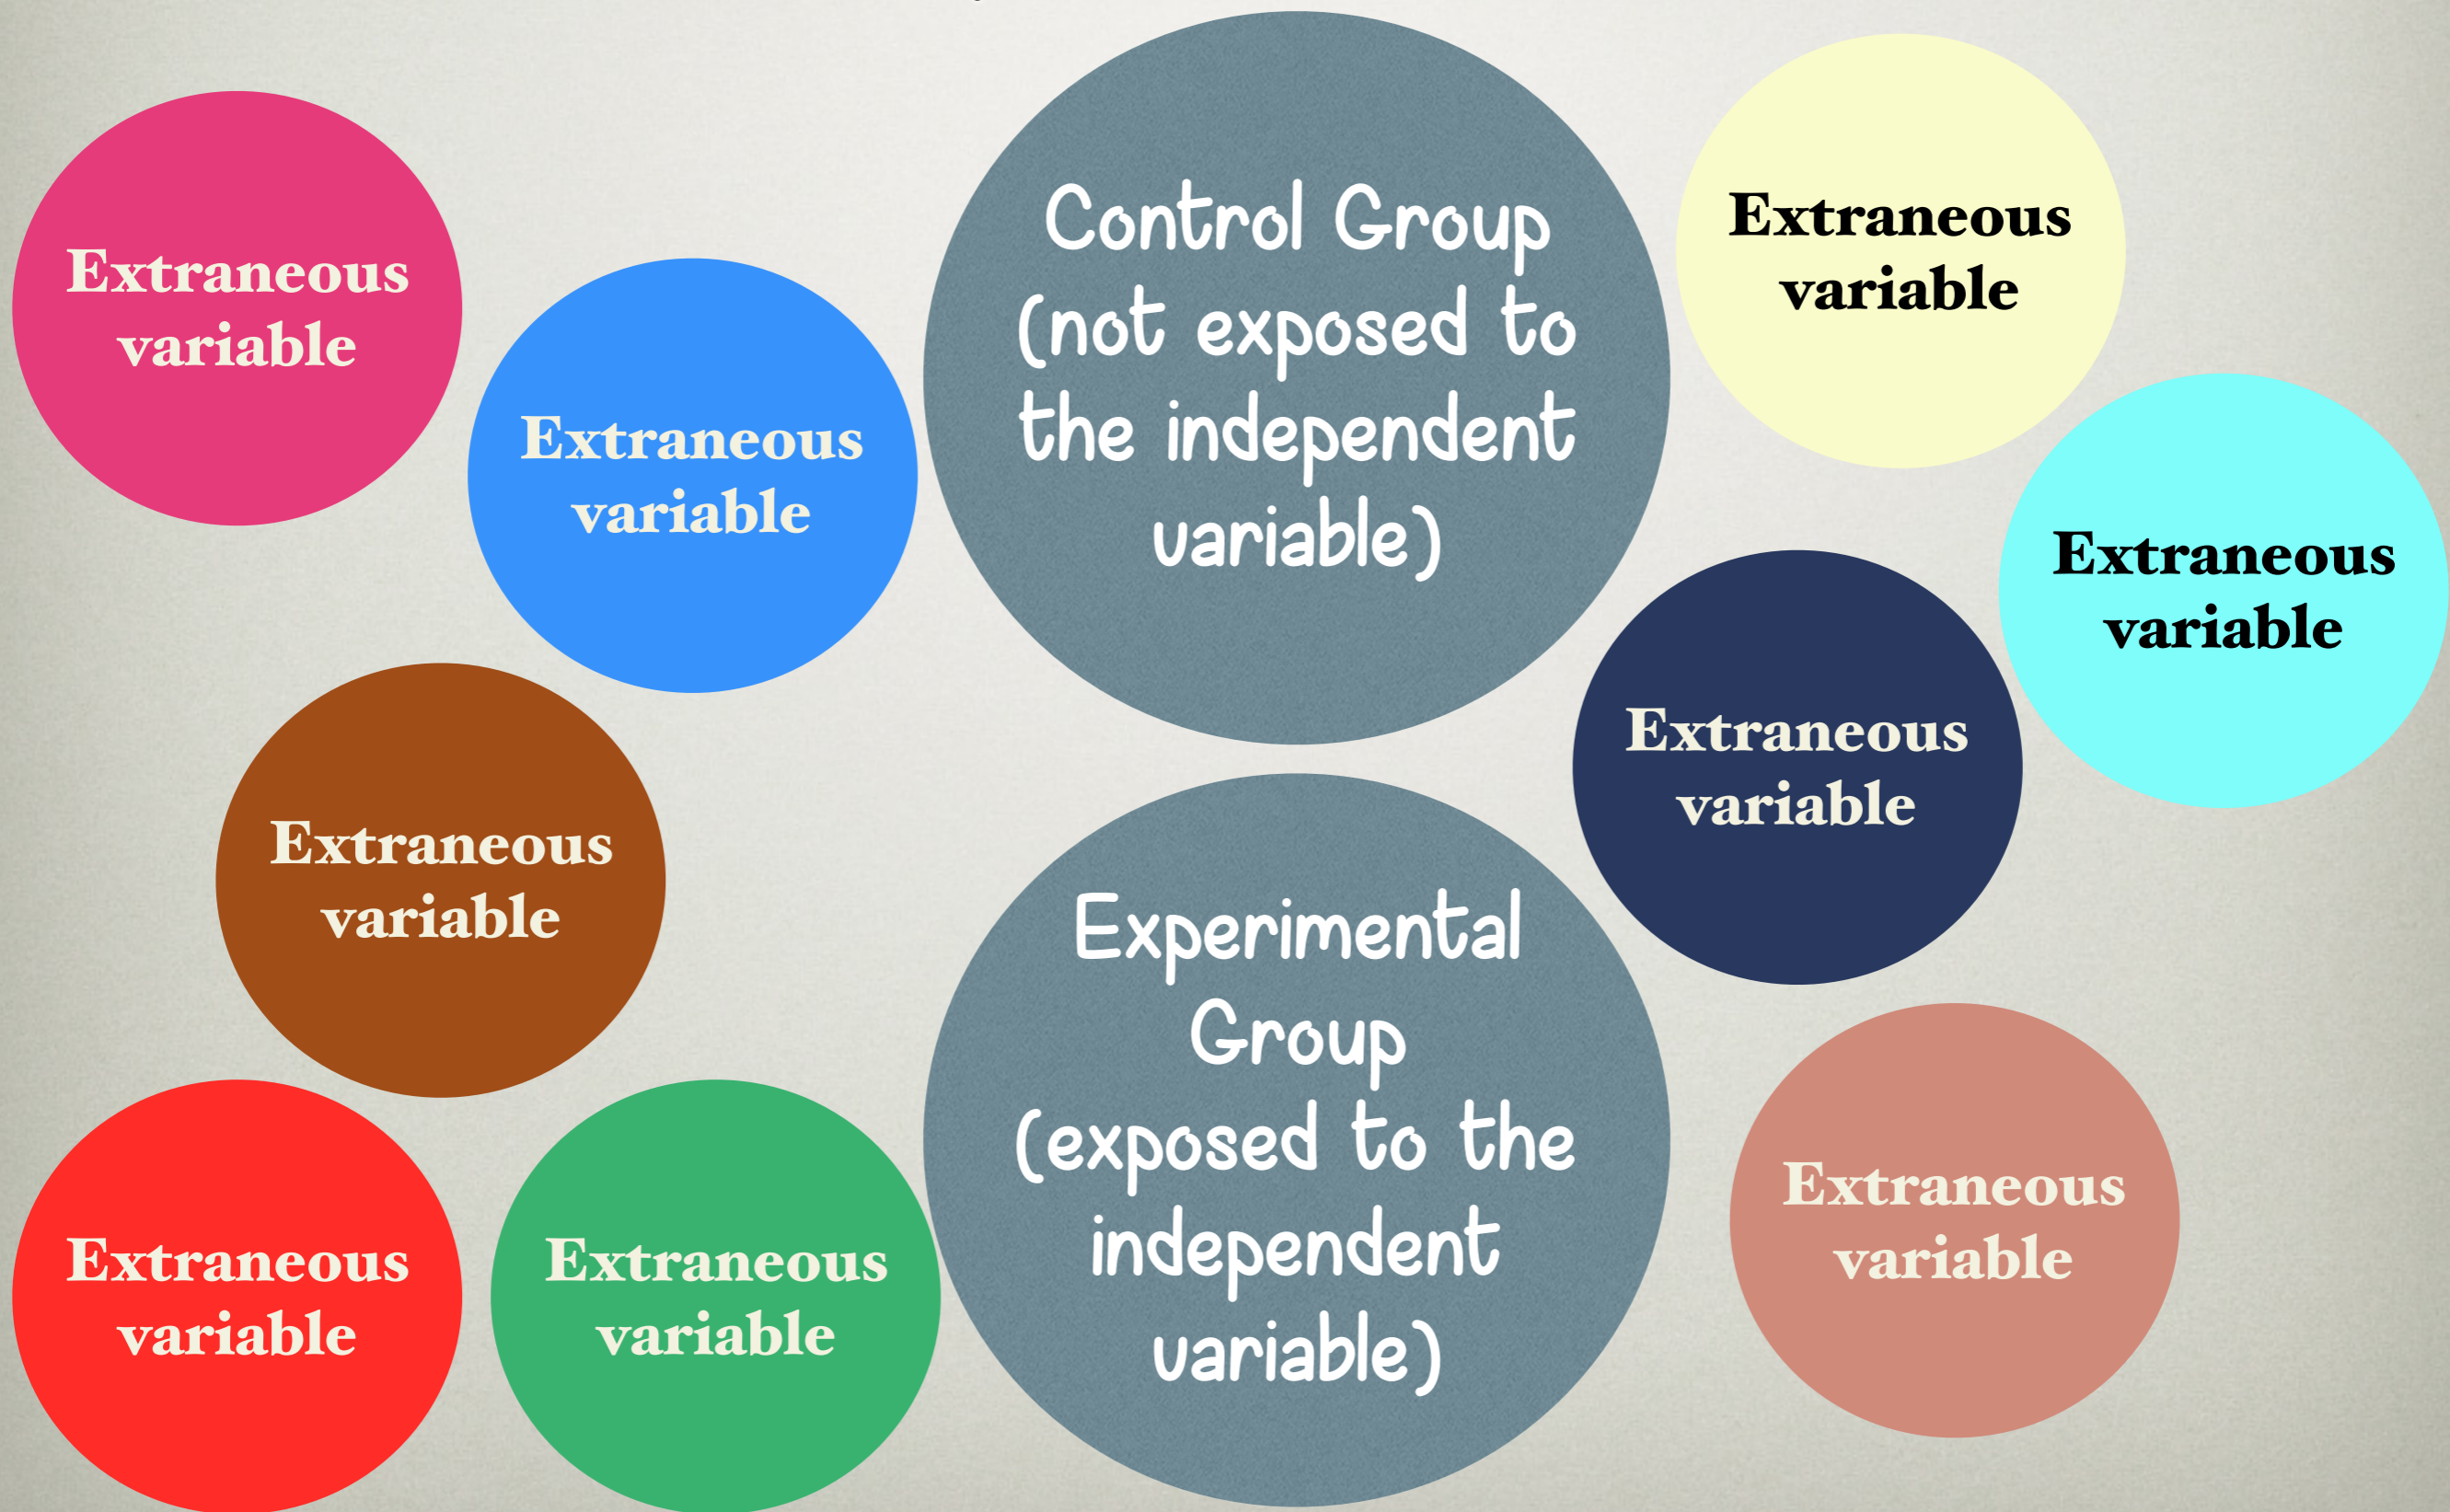 Extraneous
variable
Extraneous
variable
Control Group
(not exposed to
the independent
variable)
Extraneous
variable
Extraneous
variable
Extraneous
variable
Extraneous
variable
Experimental
Group
(exposed to the
independent
variable)
Extraneous
variable
Extraneous
variable
Extraneous
variable